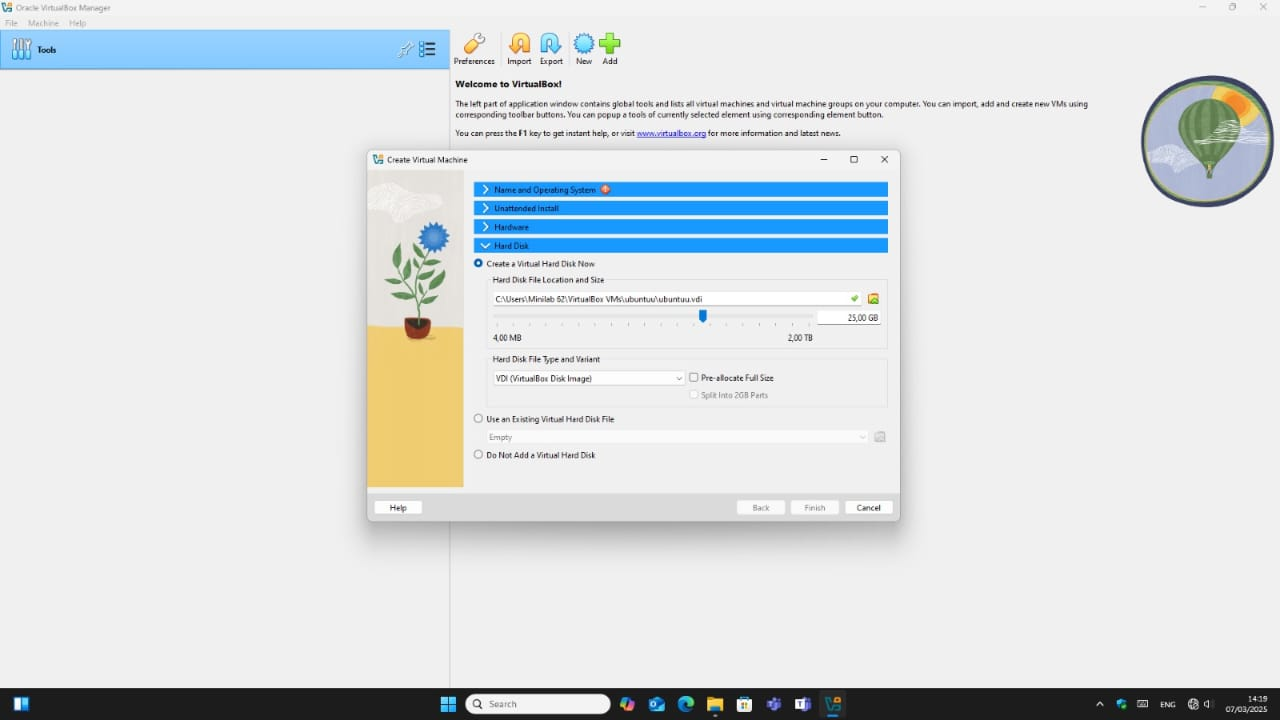 Oracle VirtualBox Manager
File Machine Help
Tools
Preferences Import Export New Add
Welcome to VirtualBox!
The left part of application window contains global tools and lists all virtual machines and virtual machine groups on your computer. You can import, add and create new VMs using
corresponding toolbar buttons. You can popup a tools of currently selected element using corresponding element button.
You can press the F1 key to get instant help, or visit www.virtualbox.org for more information and latest news.
Create Virtual Machine
Name and Operating System
Unattended Install
Hardware
Hard Disk
Create a Virtual Hard Disk Now
Hard Disk File Location and Size
C:\Users\Minilab 62\VirtualBox VMs\ubuntuu\ubuntuu.vdi
25,00 GB
4,00 MB 2,00 TB
Hard Disk File Type and Variant
VDI (VirtualBox Disk Image) Pre-allocate Full Size
Split Into 2GB Parts
Use an Existing Virtual Hard Disk File
Empty
Do Not Add a Virtual Hard Disk
Help Back Finish Cancel
Search
ENG
14:19
07/03/2025